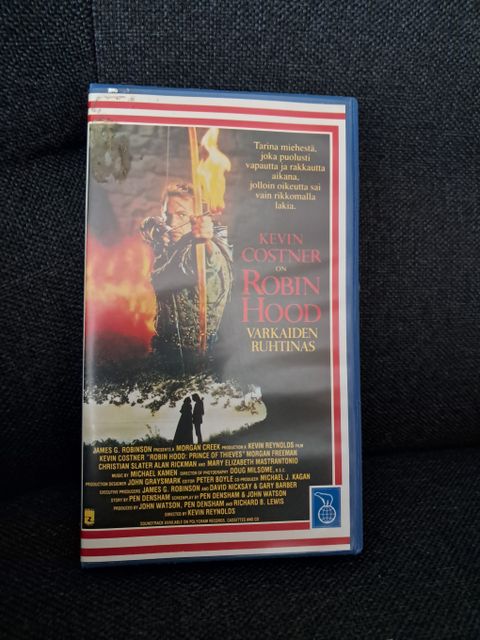 Tarina miehestä,
joka puolusti
vapautta ja rakkautta
aikana,
jolloin oikeutta sai
vain rikkomalla
lakia.
KEVIN
COSTNER
ON
ROBIN
HOOD
VARKAIDEN
RUHTINAS
JAMES G. ROBINSON PRESENTS A MORGAN CREEK PRODUCTION A KEVIN REYNOLDS FILM
KEVIN COSTNER "ROBIN HOOD: PRINCE OF THIEVES" MORGAN FREEMAN
CHRISTIAN SLATER ALAN RICKMAN AND MARY ELIZABETH MASTRANTONIO
MUSIC BY MICHAEL KAMEN DIRECTOR OF PHOTOGRAPHY DOUG MILSOME, B.S.C.
PRODUCTION DESIGNER JOHN GRAYSMARK EDITOR PETER BOYLE CO-PRODUCER MICHAEL J. KAGAN
EXECUTIVE PRODUCERS JAMES G. ROBINSON AND DAVID NICKSAY & GARY BARBER
STORY BY PEN DENSHAM SCREENPLAY BY PEN DENSHAM & JOHN WATSON
PRODUCED BY JOHN WATSON, PEN DENSHAM AND RICHARD B. LEWIS
DIRECTED BY KEVIN REYNOLDS
SOUNDTRACK AVAILABLE ON POLYGRAM RECORDS, CASSETTES AND CD